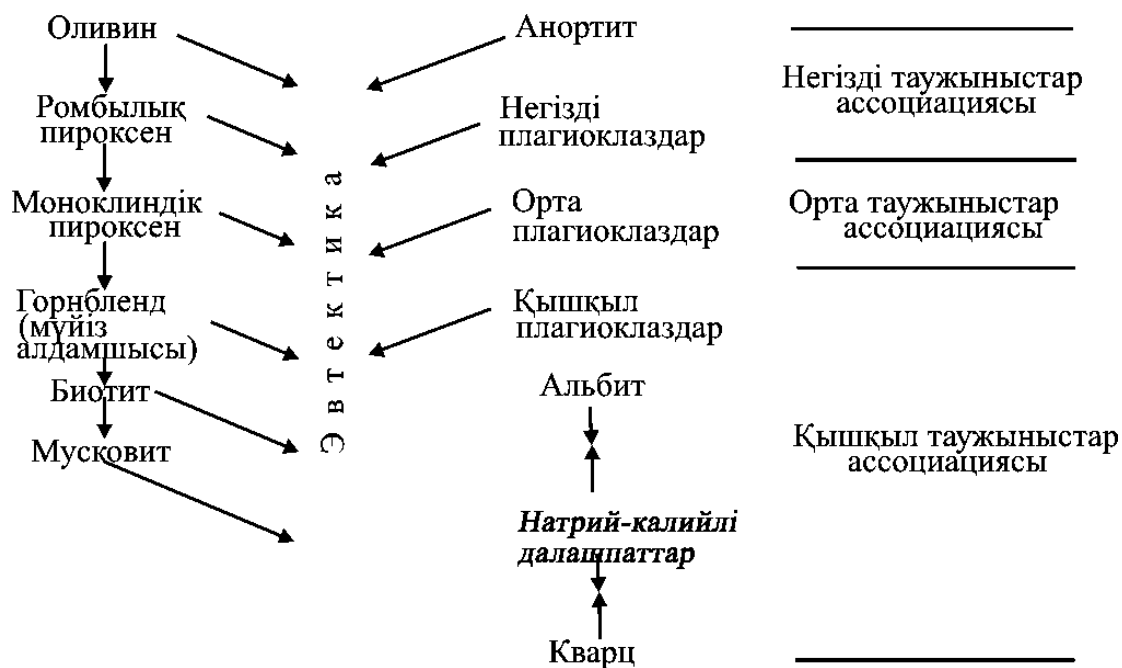 Оливин
Ромбылық
пироксен
Моноклиндік
пироксен
Горнбленд
(мүйіз
алдамшысы)
Биотит
Мусковит
Эвтектика
Анортит
Негізді
плагиоклаздар
Орта
плагиоклаздар
Қышқыл
плагиоклаздар
Альбит
Натрий-калийлі
далашпаттар
Кварц
Негізді таужыныстар
ассоциациясы
Орта таужыныстар
ассоциациясы
Қышқыл таужыныстар
ассоциациясы